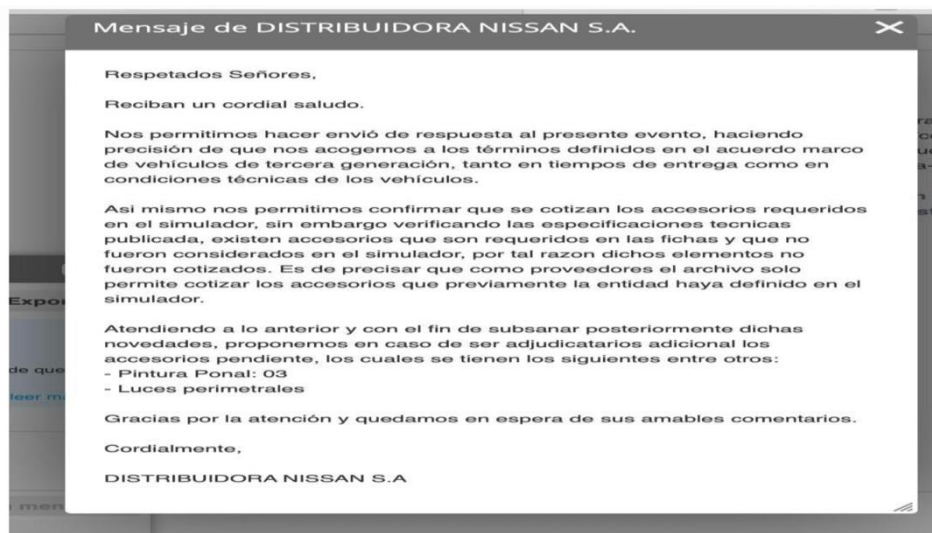 Mensaje de DISTRIBUIDORA NISSAN S.A.
Respetados Señores,
Reciban un cordial saludo.
Nos permitimos hacer envió de respuesta al presente evento, haciendo
precisión de que nos acogemos a los términos definidos en el acuerdo marco
de vehículos de tercera generación, tanto en tiempos de entrega como en
condiciones técnicas de los vehículos.
Asi mismo nos permitimos confirmar que se cotizan los accesorios requeridos
en el simulador, sin embargo verificando las especificaciones tecnicas
publicada, existen accesorios que son requeridos en las fichas y que no
fueron considerados en el simulador, por tal razon dichos elementos no
fueron cotizados. Es de precisar que como proveedores el archivo solo
permite cotizar los accesorios que previamente la entidad haya definido en el
simulador.
Atendiendo a lo anterior y con el fin de subsanar posteriormente dichas
novedades, proponemos en caso de ser adjudicatarios adicional los
accesorios pendiente, los cuales se tienen los siguientes entre otros:
- Pintura Ponal: 03
- Luces perimetrales
Gracias por la atención y quedamos en espera de sus amables comentarios.
Cordialmente,
DISTRIBUIDORA NISSAN S.A
Expor
de que
leer má
men